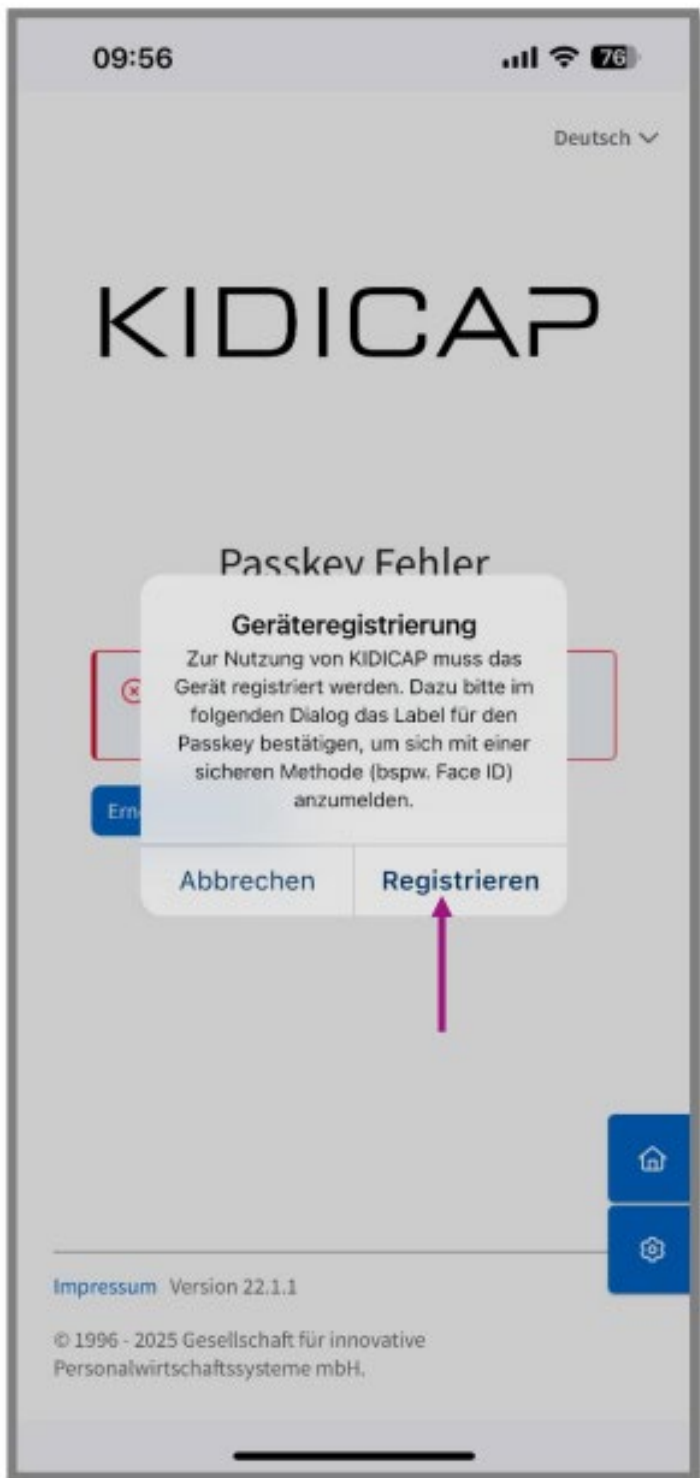 09:56
76
Deutsch
KIDICAP
Passkey Fehler
Geräteregistrierung
Zur Nutzung von KIDICAP muss das
Gerät registriert werden. Dazu bitte im
folgenden Dialog das Label für den
Passkey bestätigen, um sich mit einer
sicheren Methode (bspw. Face ID)
anzumelden.
Abbrechen
Registrieren
Impressum Version 22.1.1
© 1996 - 2025 Gesellschaft für innovative
Personalwirtschaftssysteme mbH.